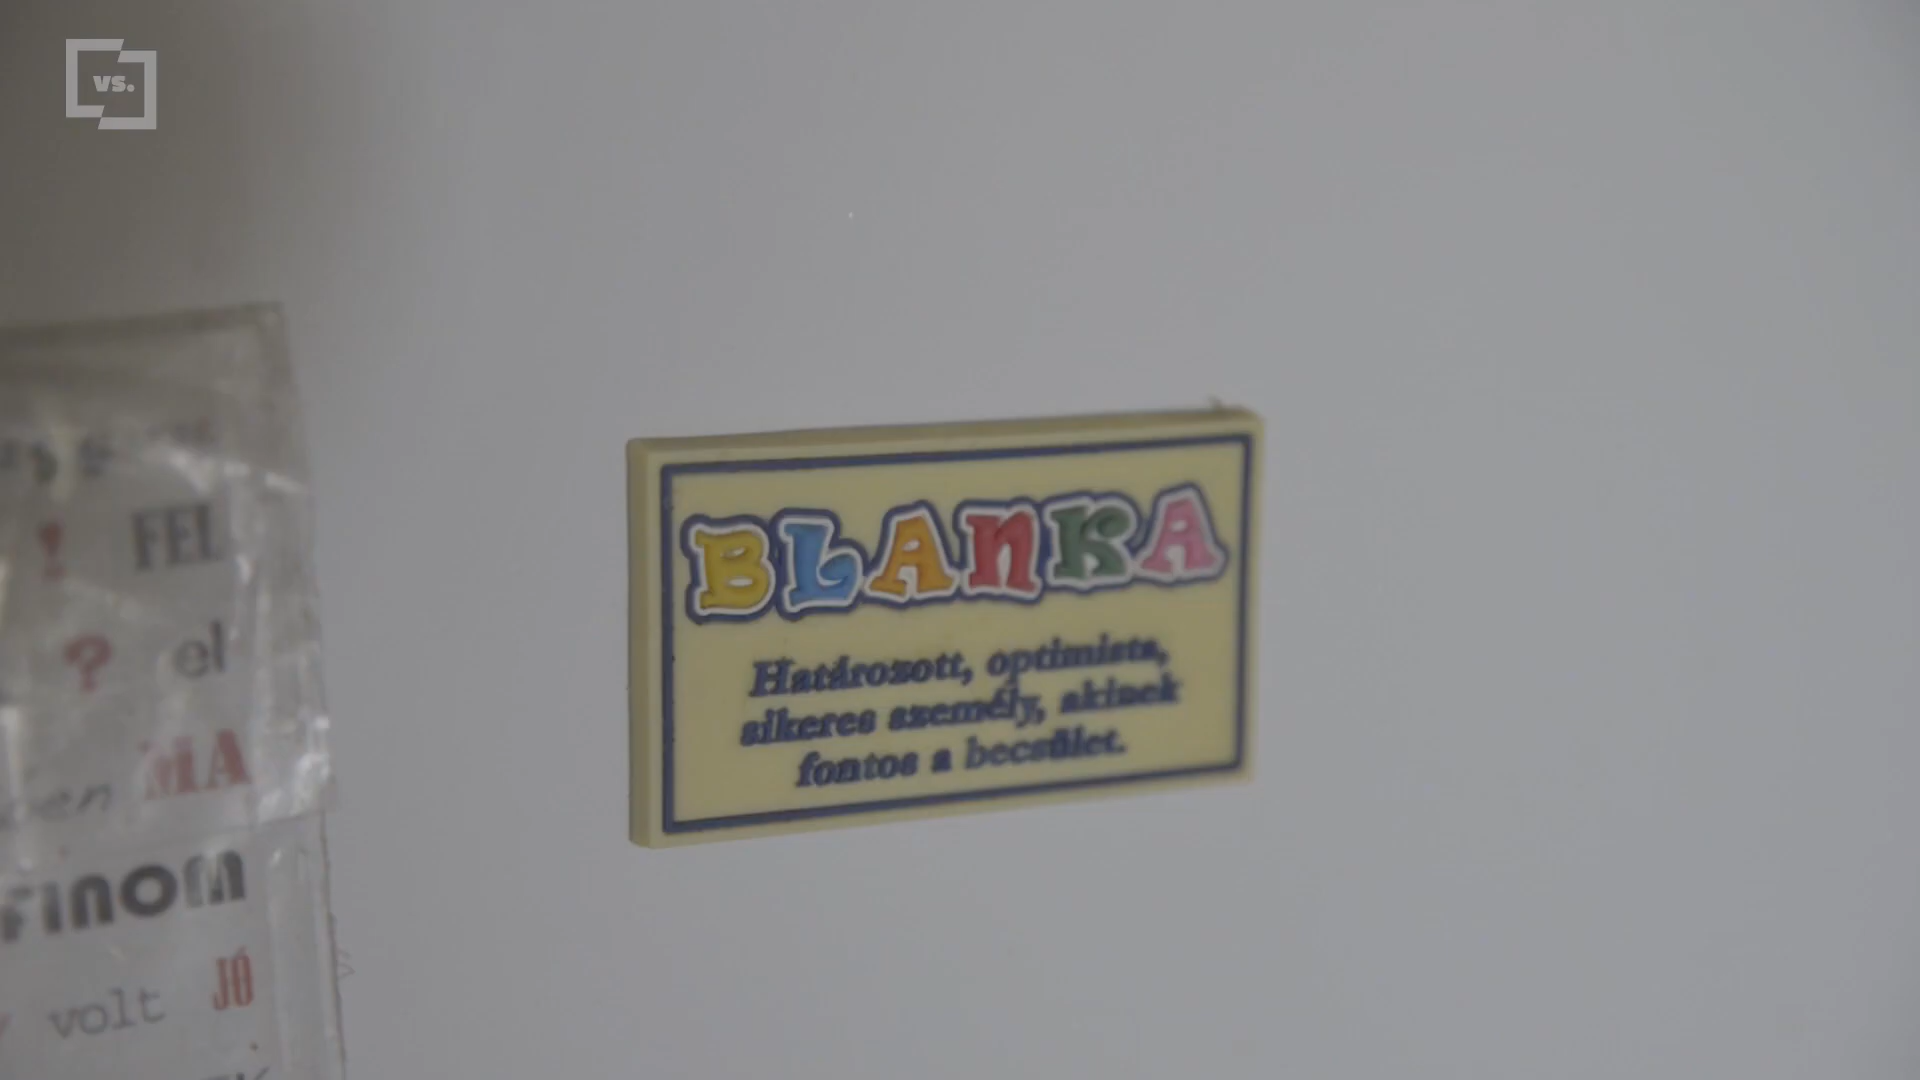 vs.
! FEL
? el
MA
FINOM
volt JÓ
BLANKA
Határozott, optimista,
sikeres személy, akinek
fontos a becsület.